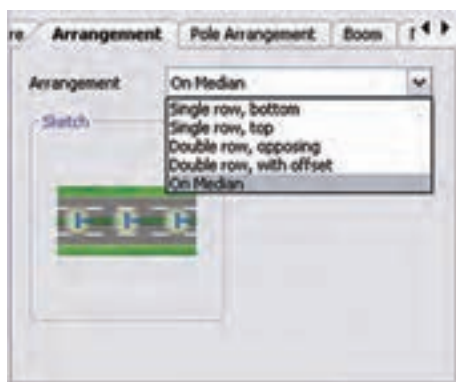 re Arrangement Pole Arrangement Boom
Arrangement On Median
Sketch
Single row, bottom
Single row, top
Double row, opposing
Double row, with offset
On Median